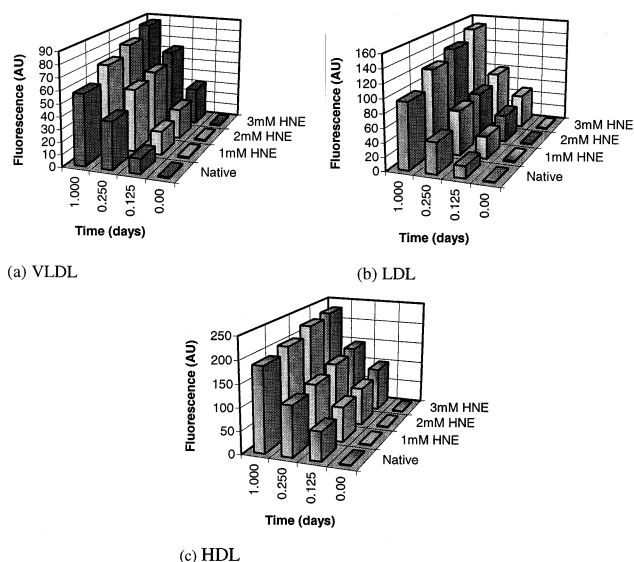 Fluorescence (AU)
90
80
70
60
50
40
30
20
10
0
1.000
0.250
0.125
0.00
3mM HNE
2mM HNE
1mM HNE
Native
Time (days)
(a) VLDL
Fluorescence (AU)
160
140
120
100
80
60
40
20
0
1.000
0.250
0.125
0.00
3mM HNE
2mM HNE
1mM HNE
Native
Time (days)
(b) LDL
Fluorescence (AU)
250
200
150
100
50
0
1.000
0.250
0.125
0.00
3mM HNE
2mM HNE
1mM HNE
Native
Time (days)
(c) HDL